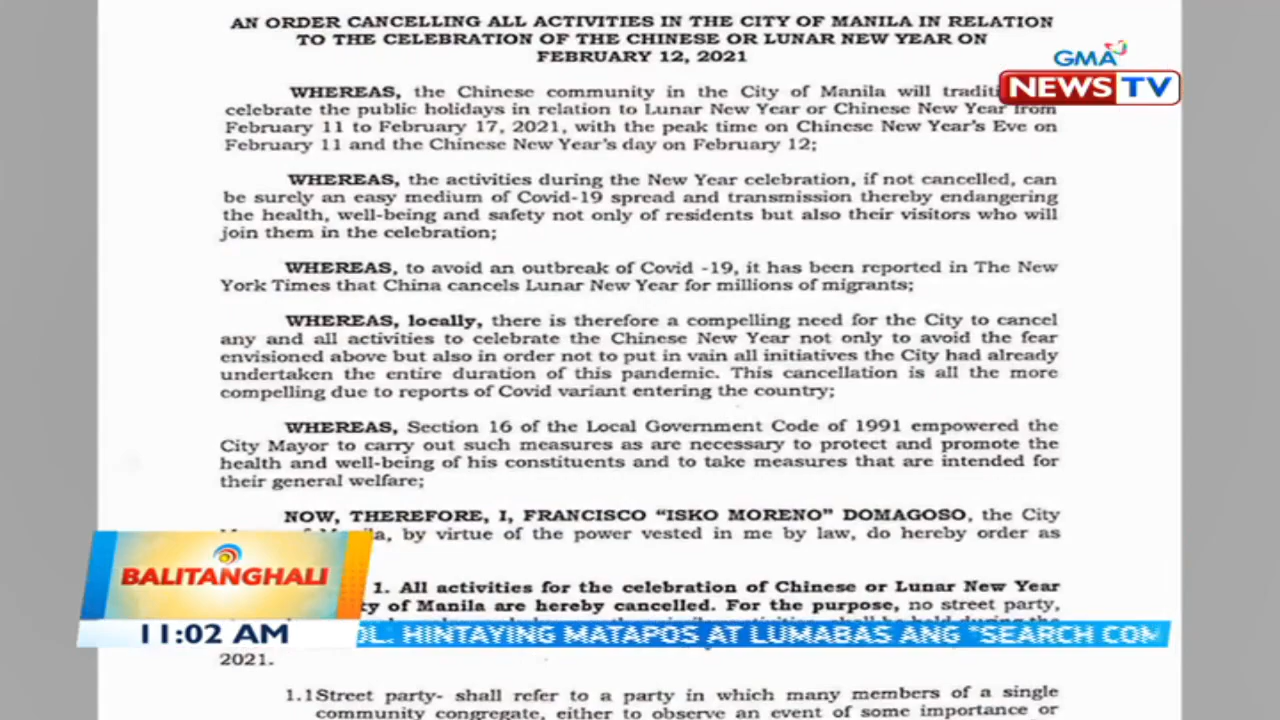 AN ORDER CANCELLING ALL ACTIVITIES IN THE CITY OF MANILA IN RELATION
TO THE CELEBRATION OF THE CHINESE OR LUNAR NEW YEAR ON
FEBRUARY 12, 2021
GMA
NEWS TV
WHEREAS, the Chinese community in the City of Manila will
celebrate the public holidays in relation to Lunar New Year or Chinese New Year from
February 11 to February 17, 2021, with the peak time on Chinese New Year's Eve on
February 11 and the Chinese New Year's day on February 12;
WHEREAS, the activities during the New Year celebration, if not cancelled, can
be surely an easy medium of Covid-19 spread and transmission thereby endangering
the health, well-being and safety not only of residents but also their visitors who will
join them in the celebration;
WHEREAS, to avoid an outbreak of Covid -19, it has been reported in The New
York Times that China cancels Lunar New Year for millions of migrants;
WHEREAS, locally, there is therefore a compelling need for the City to cancel
any and all activities to celebrate the Chinese New Year not only to avoid the fear
envisioned above but also in order not to put in vain all initiatives the City had already
undertaken the entire duration of this pandemic. This cancellation is all the more
compelling due to reports of Covid variant entering the country;
WHEREAS, Section 16 of the Local Government Code of 1991 empowered the
City Mayor to carry out such measures as are necessary to protect and promote the
health and well-being of his constituents and to take measures that are intended for
their general welfare;
NOW, THEREFORE, I, FRANCISCO "ISKO MORENO" DOMAGOSO, the City
by virtue of the power vested in me by law, do hereby order as
1. All activities for the celebration of Chinese or Lunar New Year
of Manila are hereby cancelled. For the purpose, no street party,
2021.
1.1Street party- shall refer to a party in which many members of a single
community congregate, either to observe an event of some importance or
BALITANGHALI
11:02 AM
OL. HINTAYING MATAPOS AT LUMABAS ANG "SEARCH COM